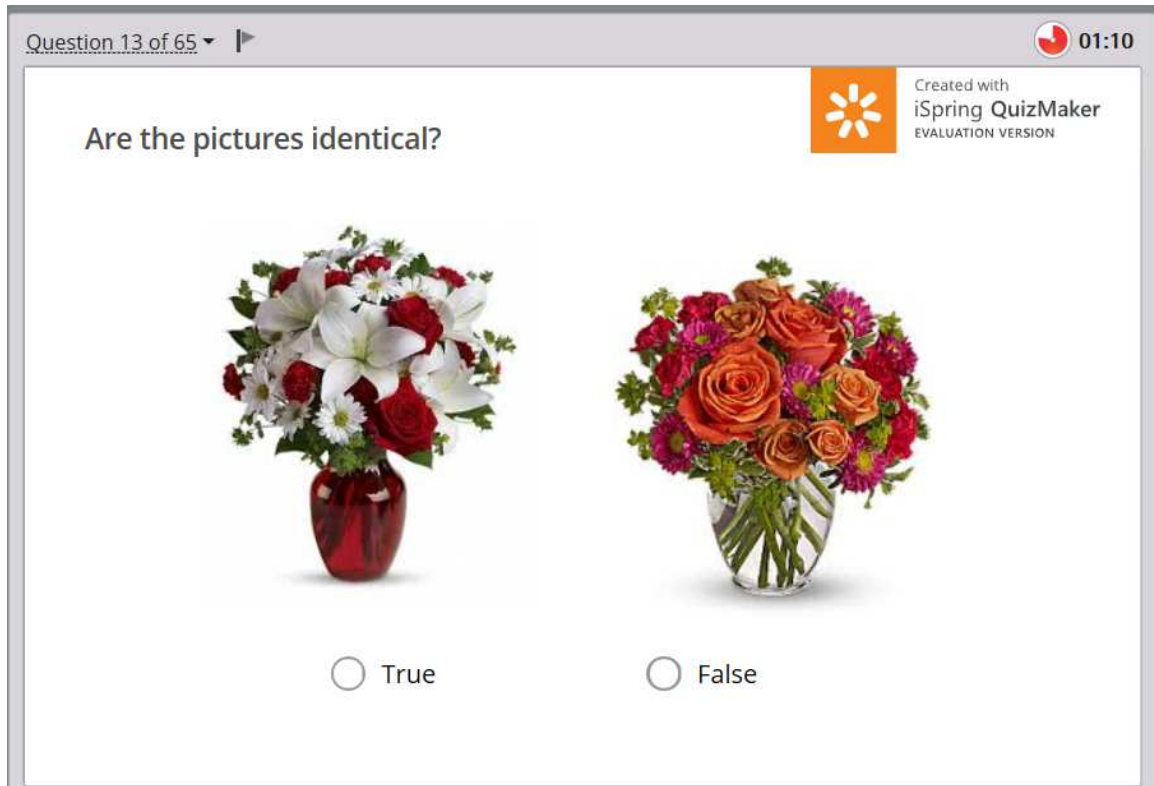 Question 13 of 65
01:10
Created with
iSpring QuizMaker
EVALUATION VERSION
Are the pictures identical?
True
False